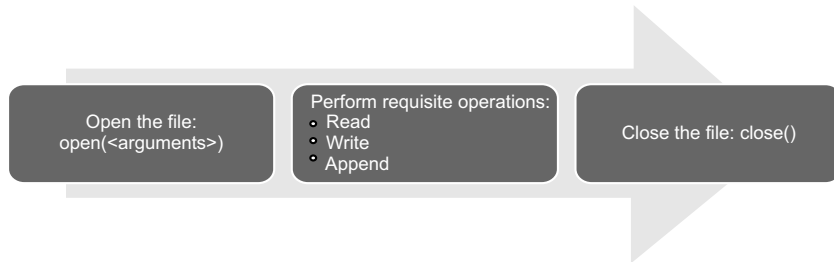 Open the file:
open(<arguments>)
Perform requisite operations:
Read
Write
Append
Close the file: close()